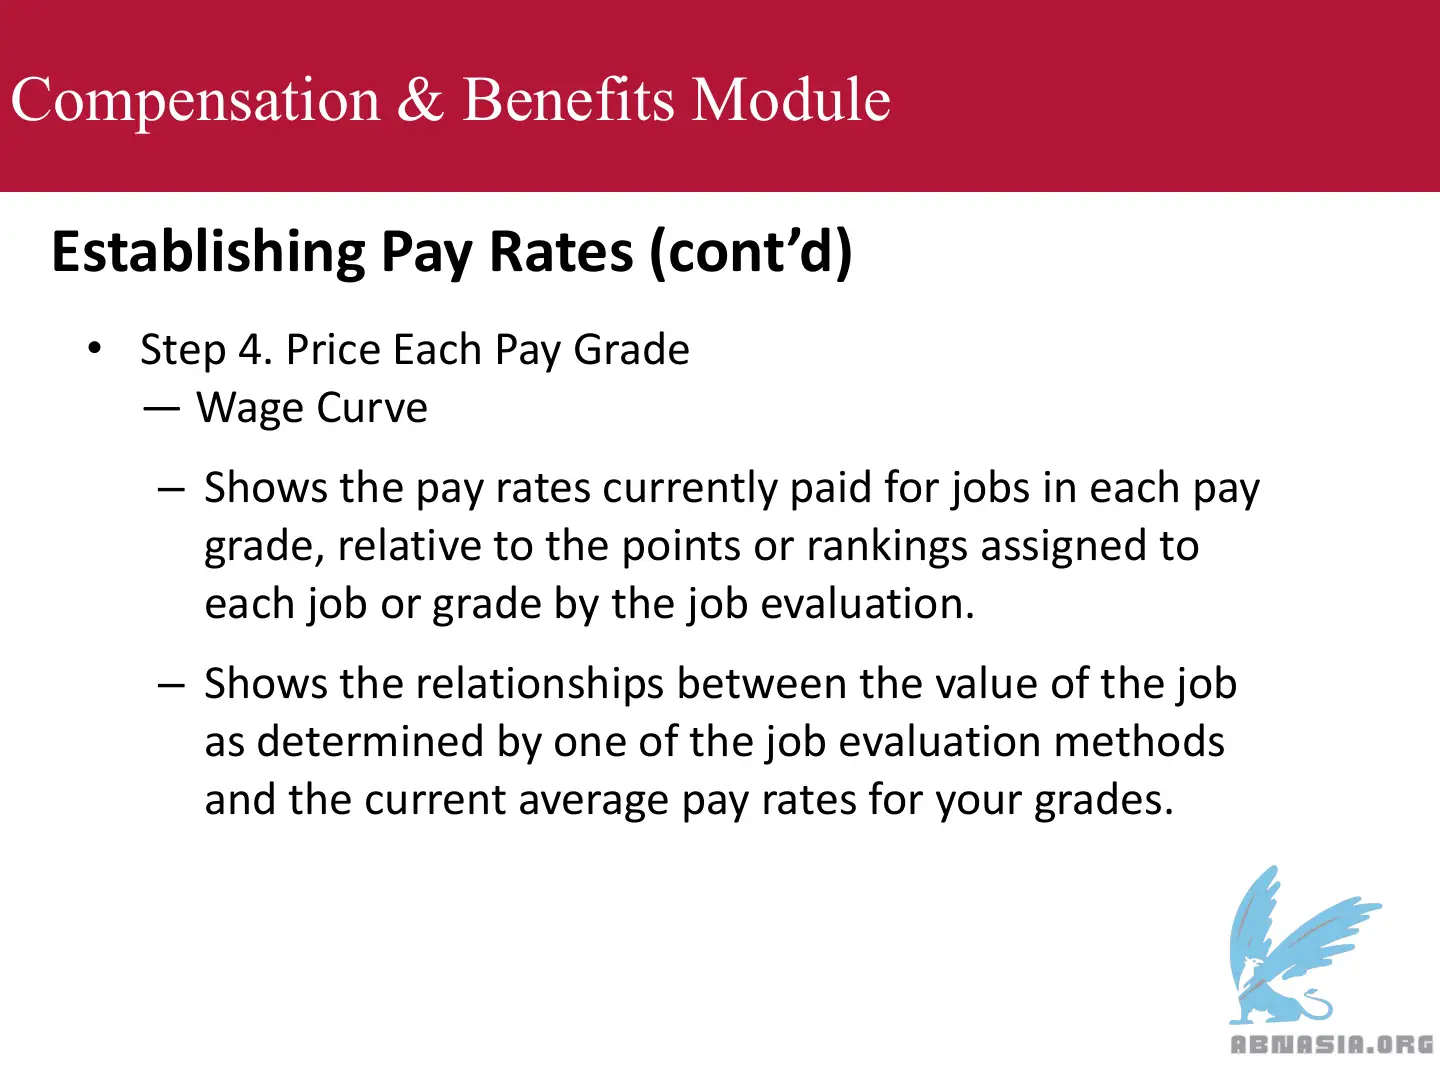 Compensation & Benefits Module
Establishing Pay Rates (cont’d)
• Step 4. Price Each Pay Grade
— Wage Curve
– Shows the pay rates currently paid for jobs in each pay
grade, relative to the points or rankings assigned to
each job or grade by the job evaluation.
– Shows the relationships between the value of the job
as determined by one of the job evaluation methods
and the current average pay rates for your grades.
ABNASIA.ORG